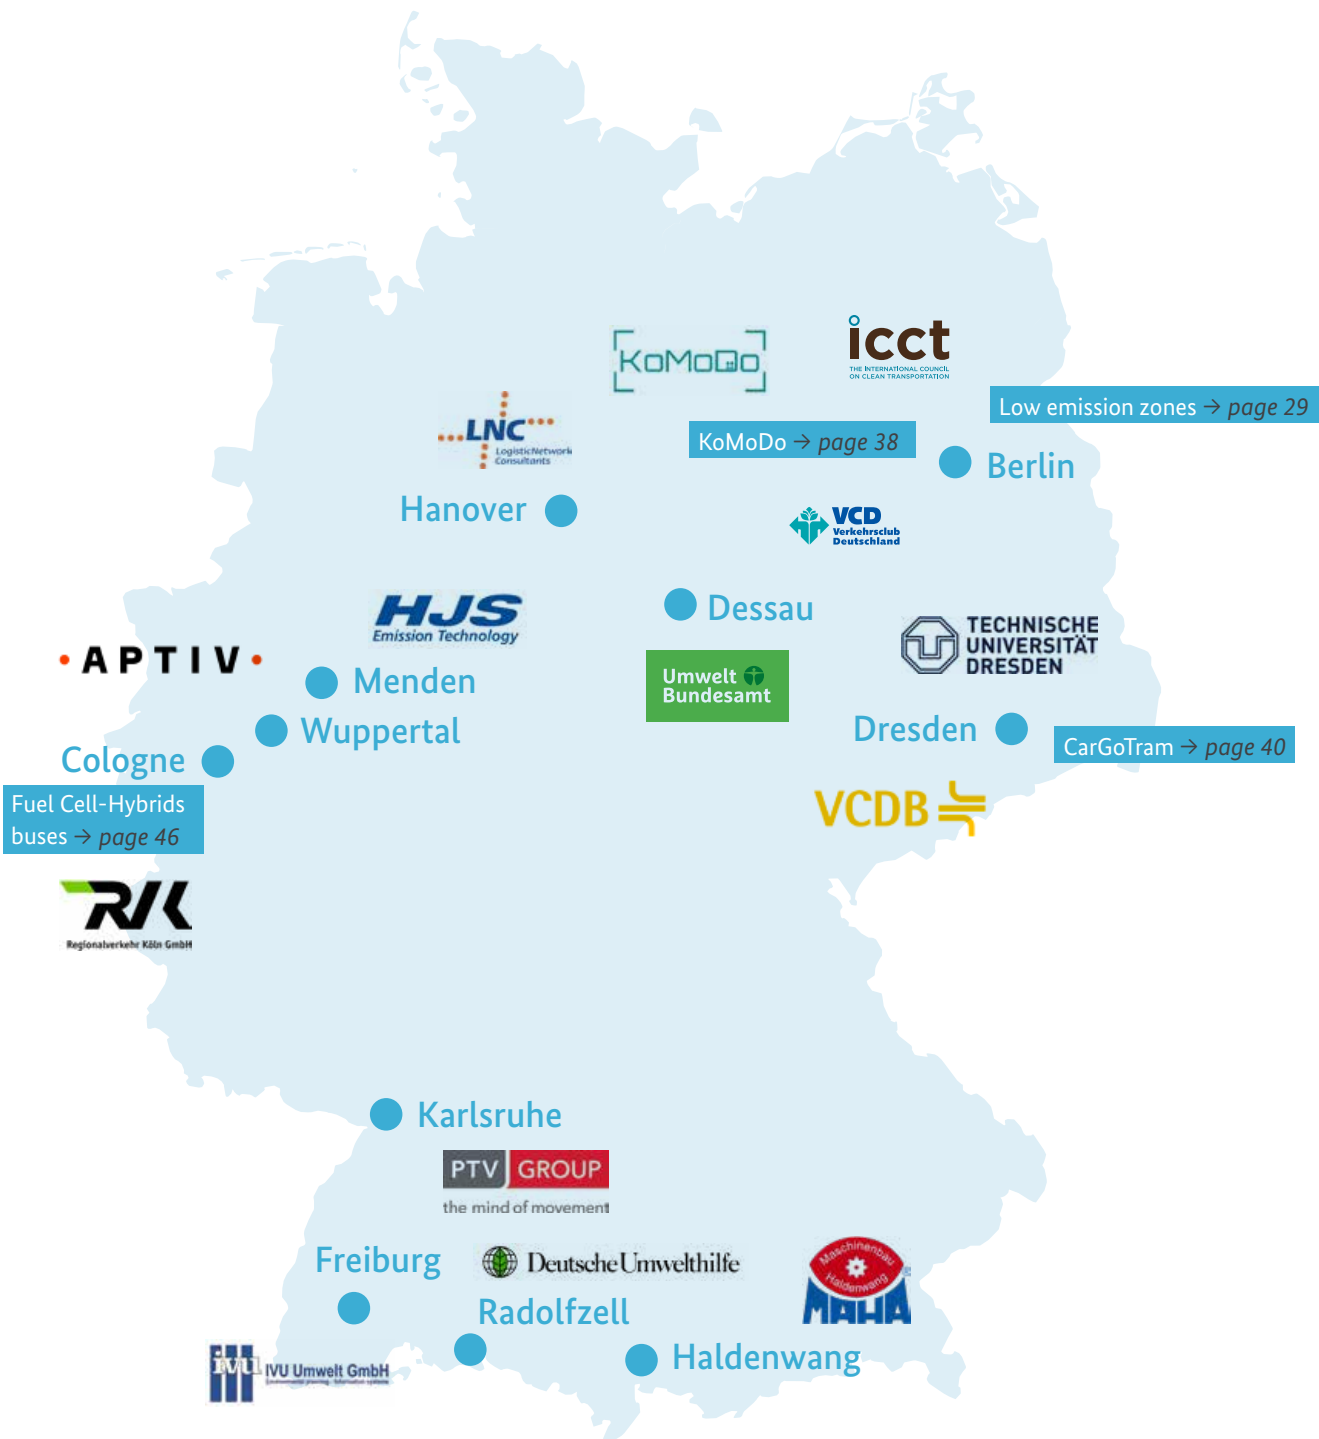 icct
THE INTERNATIONAL COUNCIL
ON CLEAN TRANSPORTATION
KoMoDo
Low emission zones → page 29
LNC
LogisticNetwork
Consultants
KoMoDo → page 38
Berlin
Hanover
VCD
Verkehrsclub
Deutschland
HJS
Emission Technology
Dessau
TECHNISCHE
UNIVERSITÄT
DRESDEN
• APTIV •
Menden
Umwelt
Bundesamt
Wuppertal
Dresden
CarGoTram → page 40
Cologne
Fuel Cell-Hybrids
buses → page 46
VCDB
RVK
Regionalverkehr Köln GmbH
Karlsruhe
PTV GROUP
the mind of movement
Freiburg
Deutsche Umwelthilfe
Maschinenbau
Haldenwang
MAHA
Radolfzell
Haldenwang
ivu
IVU Umwelt GmbH